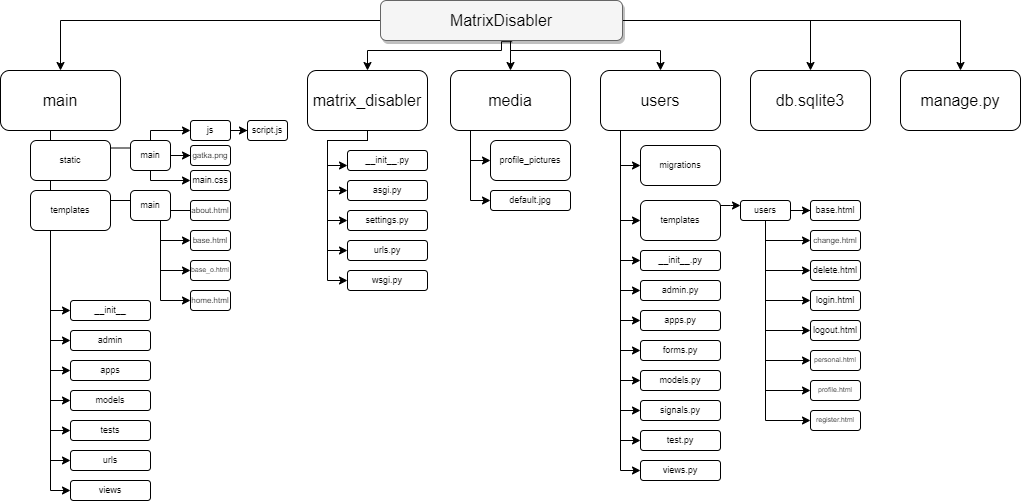 MatrixDisabler
main
matrix_disabler
media
users
db.sqlite3
manage.py
static
main
js
script.js
gatka.png
main.css
templates
main
about.html
base.html
base_o.html
home.html
__init__
admin
apps
models
tests
urls
views
__init__.py
asgi.py
settings.py
urls.py
wsgi.py
profile_pictures
default.jpg
migrations
templates
users
base.html
change.html
delete.html
login.html
logout.html
personal.html
profile.html
register.html
__init__.py
admin.py
apps.py
forms.py
models.py
signals.py
test.py
views.py